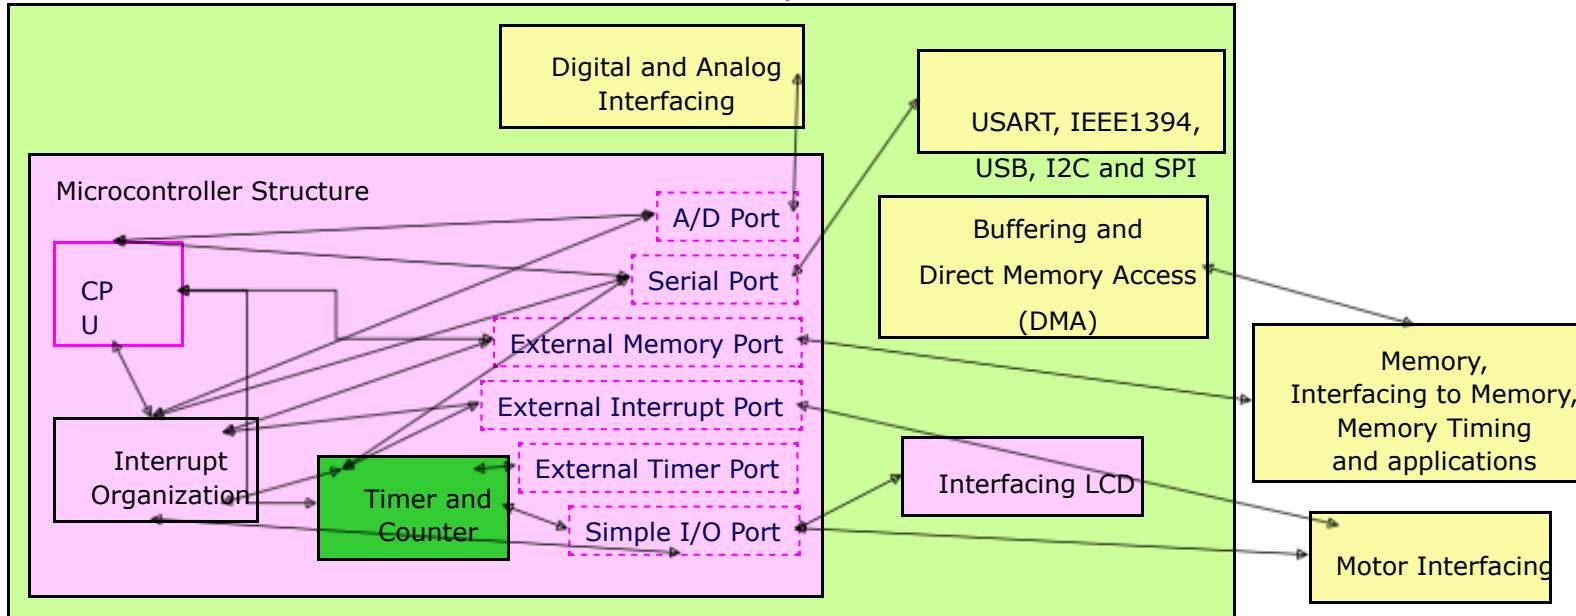 Digital and Analog
Interfacing
USART, IEEE1394,
USB, I2C and SPI
Microcontroller Structure
A/D Port
Buffering and
Direct Memory Access
(DMA)
Serial Port
CP
U
External Memory Port
Memory,
Interfacing to Memory,
Memory Timing
and applications
External Interrupt Port
Interrupt
Organization
External Timer Port
Timer and
Counter
Interfacing LCD
Simple I/O Port
Motor Interfacing